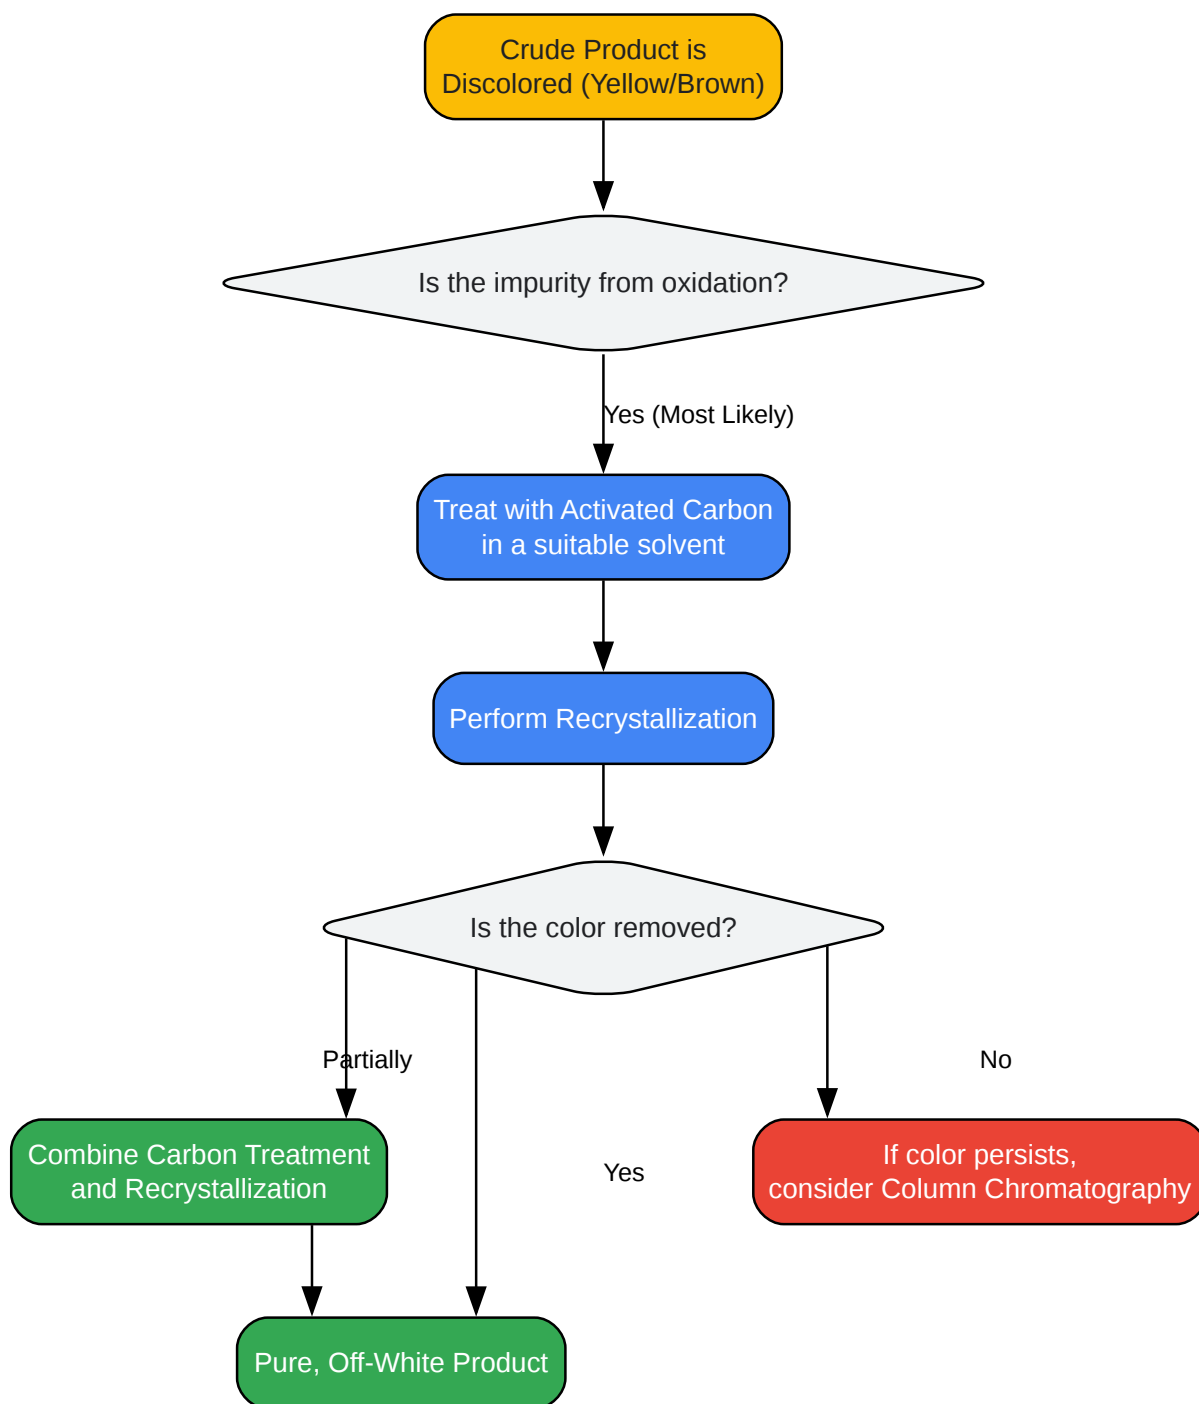 Crude Product is
Discolored (Yellow/Brown)
Is the impurity from oxidation?
Yes (Most Likely)
Treat with Activated Carbon
in a suitable solvent
Perform Recrystallization
Is the color removed?
Partially
No
Combine Carbon Treatment
and Recrystallization
Yes
If color persists,
consider Column Chromatography
Pure, Off-White Product